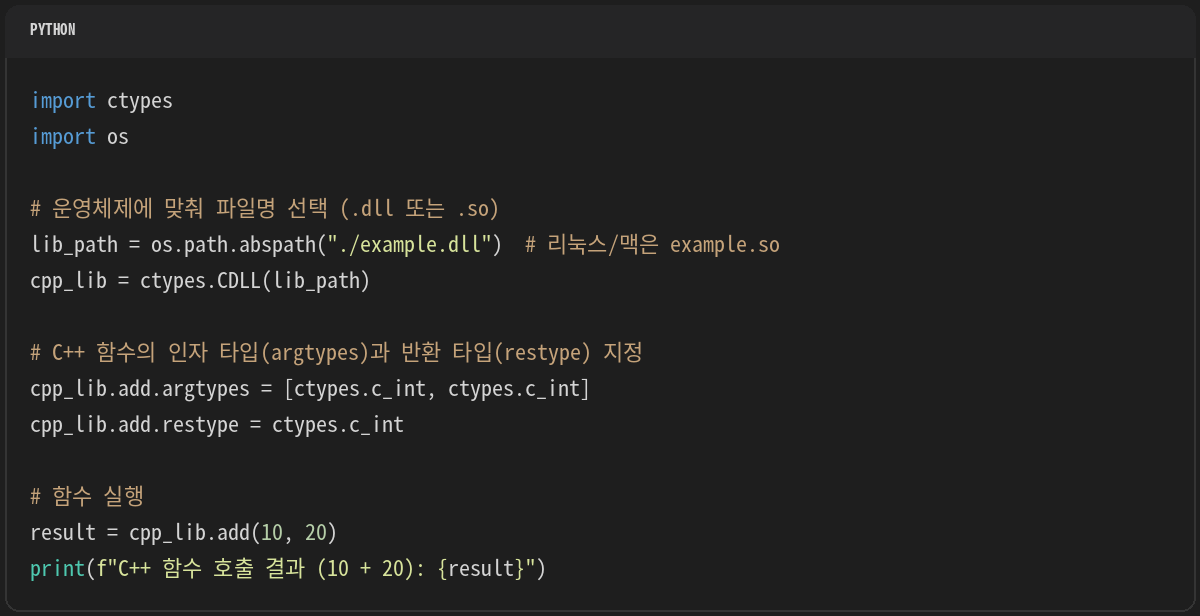 PYTHON
import ctypes
import os
# 운영체제에 맞춰 파일명 선택 (.dll 또는 .so)
lib_path = os.path.abspath("./example.dll")  # 리눅스/맥은 example.so
cpp_lib = ctypes.CDLL(lib_path)
# C++ 함수의 인자 타입(argtypes)과 반환 타입(restype) 지정
cpp_lib.add.argtypes = [ctypes.c_int, ctypes.c_int]
cpp_lib.add.restype = ctypes.c_int
# 함수 실행
result = cpp_lib.add(10, 20)
print(f"C++ 함수 호출 결과 (10 + 20): {result}")